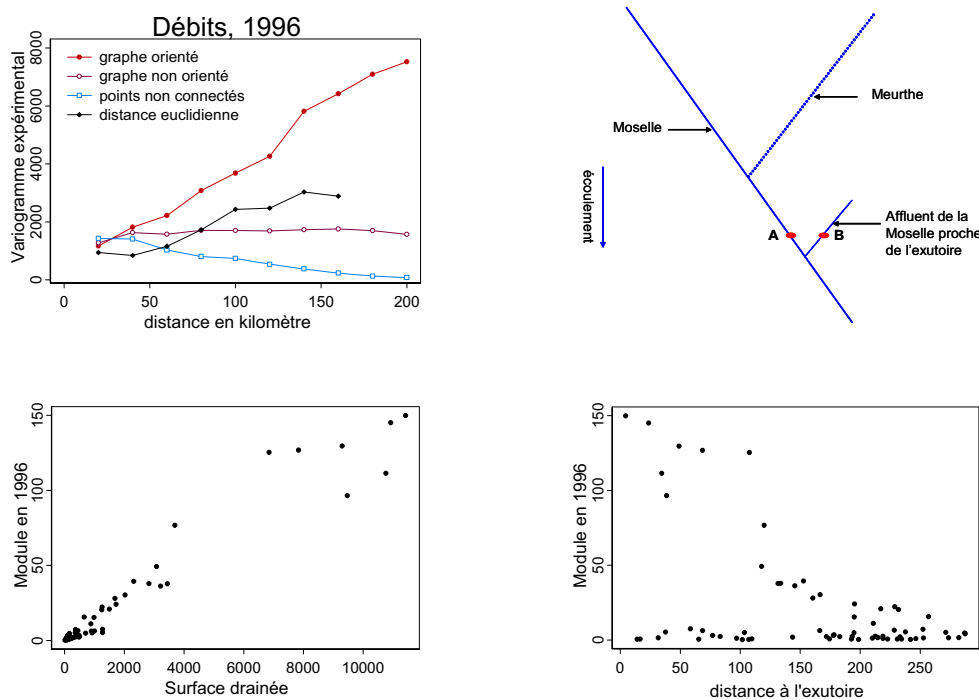 Débits, 1996
Variogramme expérimental
8000
6000
4000
2000
0
graphe orienté
graphe non orienté
points non connectés
distance euclidienne
0 50 100 150 200
distance en kilomètre
Moselle
Meurthe
écoulement
A
B
Affluent de la
Moselle proche
de l'exutoire
Module en 1996
150
100
50
0
0 2000 4000 6000 8000 10000
Surface drainée
Module en 1996
150
100
50
0
0 50 100 150 200 250
distance à l'exutoire